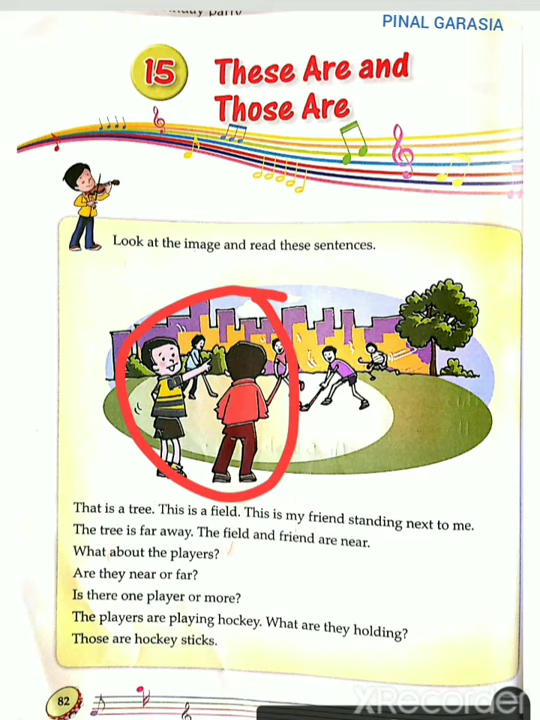 PINAL GARASIA
15 These Are and
Those Are
Look at the image and read these sentences.
That is a tree. This is a field. This is my friend standing next to me.
The tree is far away. The field and friend are near.
What about the players?
Are they near or far?
Is there one player or more?
The players are playing hockey. What are they holding?
Those are hockey sticks.
82
XRecorder